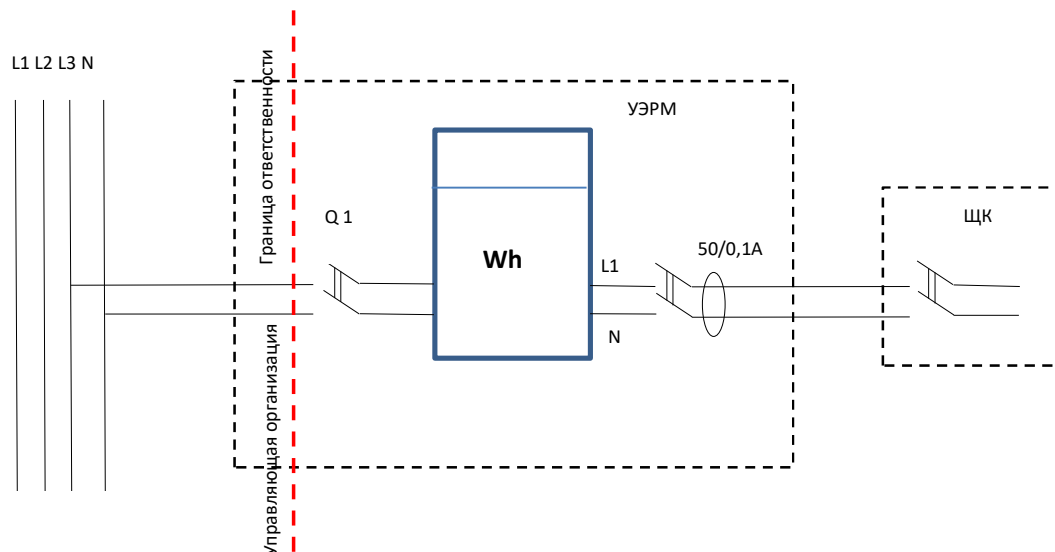 L1 L2 L3 N
Граница ответственности
УЭРМ
ЩК
Q 1
50/0,1А
Wh
L1
N
Управляющая организация